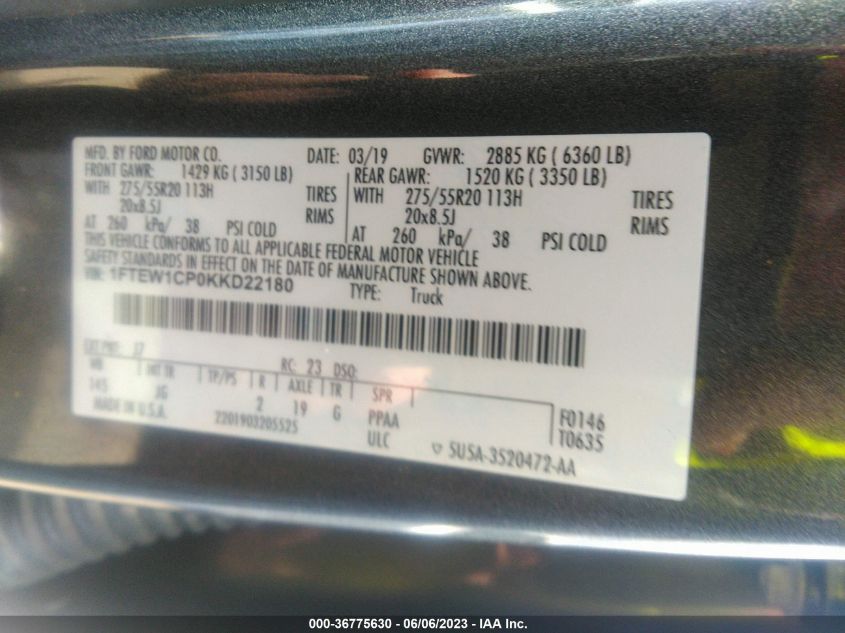 MFD. BY FORD MOTOR CO. DATE: 03/19 GVWR: 2885 KG ( 6360 LB)
FRONT GAWR: 1429 KG ( 3150 LB) REAR GAWR: 1520 KG ( 3350 LB)
WITH 275/55R20 113H TIRES WITH 275/55R20 113H TIRES
20x8.5J RIMS 20x8.5J RIMS
AT 260 kPa/ 38 PSI COLD AT 260 kPa/ 38 PSI COLD
THIS VEHICLE CONFORMS TO ALL APPLICABLE FEDERAL MOTOR VEHICLE
SAFETY STANDARDS IN EFFECT ON THE DATE OF MANUFACTURE SHOWN ABOVE.
VIN: 1FTEW1CP0KKD22180 TYPE: Truck
EXT PNT: J7 RC: 23 DSO:
WB INT TR TP/PS R AXLE TR SPR
145 JG 2 19 G PPAA F0146
MADE IN U.S.A. 2201903205525 ULC T0635
5USA-3520472-AA
000-36775630 - 06/06/2023 - IAA Inc.